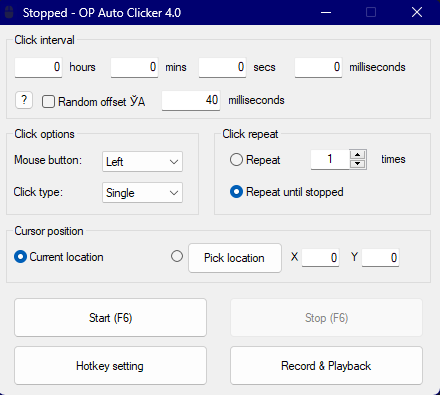 Stopped - OP Auto Clicker 4.0
Click interval
0 hours 0 mins 0 secs 0 milliseconds
? Random offset ЎА 40 milliseconds
Click options
Mouse button: Left
Click type: Single
Click repeat
Repeat 1 times
Repeat until stopped
Cursor position
Current location Pick location X 0 Y 0
Start (F6) Stop (F6)
Hotkey setting Record & Playback